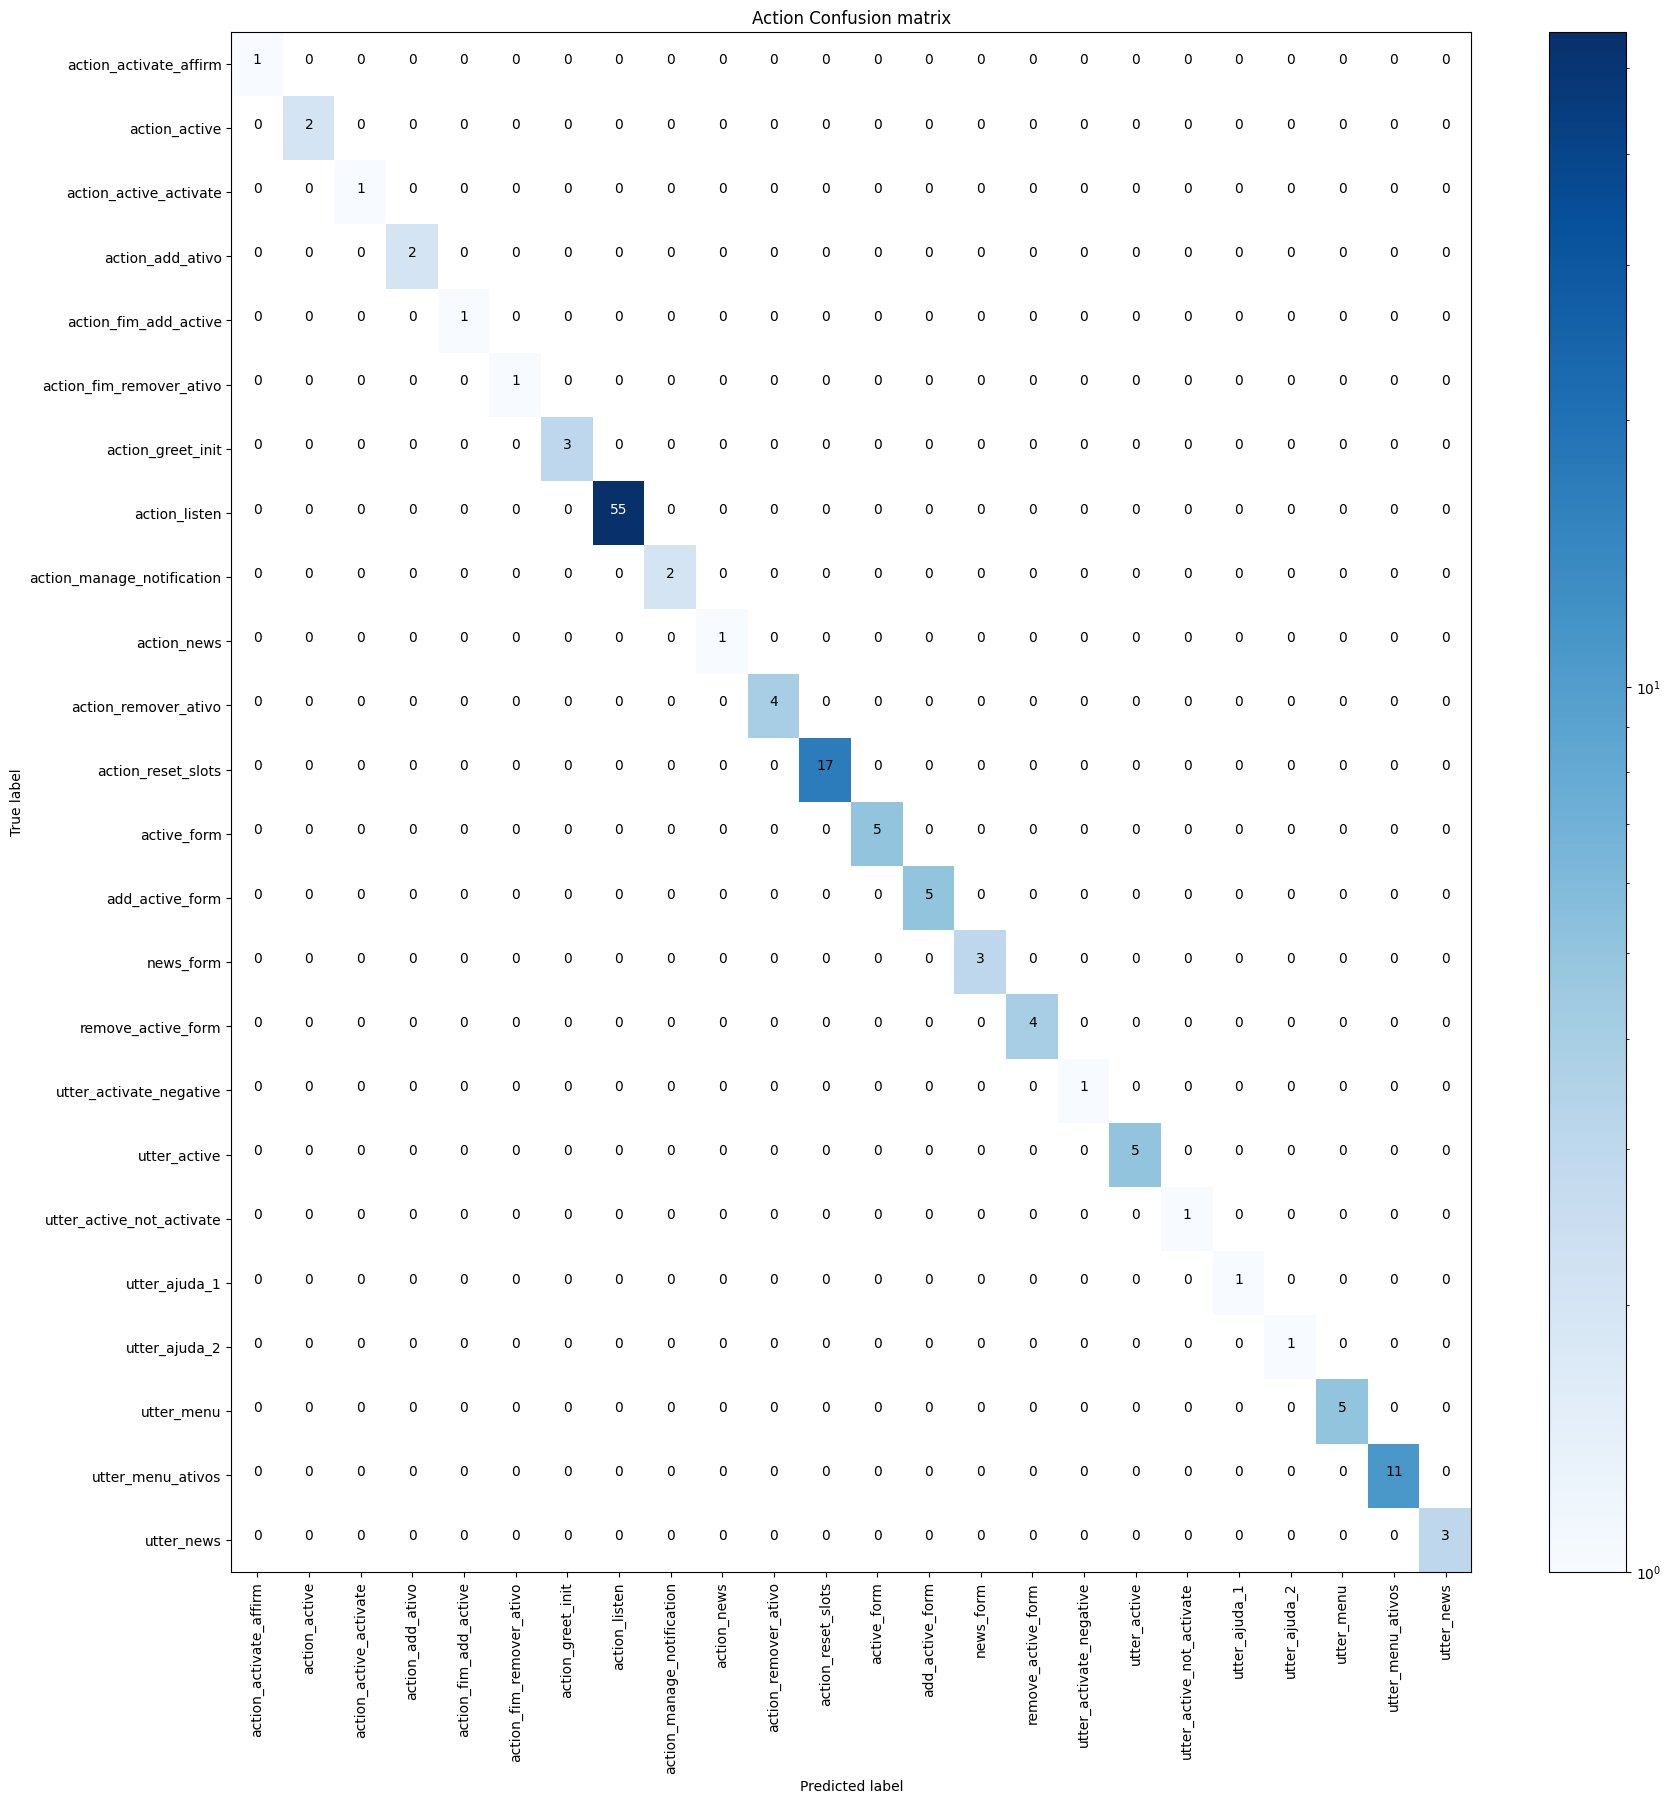 Action Confusion matrix
action_activate_affirm 1 0 0 0 0 0 0 0 0 0 0 0 0 0 0 0 0 0 0 0 0 0 0 0
action_active 0 2 0 0 0 0 0 0 0 0 0 0 0 0 0 0 0 0 0 0 0 0 0 0
action_active_activate 0 0 1 0 0 0 0 0 0 0 0 0 0 0 0 0 0 0 0 0 0 0 0 0
action_add_ativo 0 0 0 2 0 0 0 0 0 0 0 0 0 0 0 0 0 0 0 0 0 0 0 0
action_fim_add_active 0 0 0 0 1 0 0 0 0 0 0 0 0 0 0 0 0 0 0 0 0 0 0 0
action_fim_remover_ativo 0 0 0 0 0 1 0 0 0 0 0 0 0 0 0 0 0 0 0 0 0 0 0 0
action_greet_init 0 0 0 0 0 0 3 0 0 0 0 0 0 0 0 0 0 0 0 0 0 0 0 0
action_listen 0 0 0 0 0 0 0 55 0 0 0 0 0 0 0 0 0 0 0 0 0 0 0 0
action_manage_notification 0 0 0 0 0 0 0 0 2 0 0 0 0 0 0 0 0 0 0 0 0 0 0 0
action_news 0 0 0 0 0 0 0 0 0 1 0 0 0 0 0 0 0 0 0 0 0 0 0 0
action_remover_ativo 0 0 0 0 0 0 0 0 0 0 4 0 0 0 0 0 0 0 0 0 0 0 0 0
action_reset_slots 0 0 0 0 0 0 0 0 0 0 0 17 0 0 0 0 0 0 0 0 0 0 0 0
active_form 0 0 0 0 0 0 0 0 0 0 0 0 5 0 0 0 0 0 0 0 0 0 0 0
add_active_form 0 0 0 0 0 0 0 0 0 0 0 0 0 5 0 0 0 0 0 0 0 0 0 0
news_form 0 0 0 0 0 0 0 0 0 0 0 0 0 0 3 0 0 0 0 0 0 0 0 0
remove_active_form 0 0 0 0 0 0 0 0 0 0 0 0 0 0 0 4 0 0 0 0 0 0 0 0
utter_activate_negative 0 0 0 0 0 0 0 0 0 0 0 0 0 0 0 0 1 0 0 0 0 0 0 0
utter_active 0 0 0 0 0 0 0 0 0 0 0 0 0 0 0 0 0 5 0 0 0 0 0 0
utter_active_not_activate 0 0 0 0 0 0 0 0 0 0 0 0 0 0 0 0 0 0 1 0 0 0 0 0
utter_ajuda_1 0 0 0 0 0 0 0 0 0 0 0 0 0 0 0 0 0 0 0 1 0 0 0 0
utter_ajuda_2 0 0 0 0 0 0 0 0 0 0 0 0 0 0 0 0 0 0 0 0 1 0 0 0
utter_menu 0 0 0 0 0 0 0 0 0 0 0 0 0 0 0 0 0 0 0 0 0 5 0 0
utter_menu_ativos 0 0 0 0 0 0 0 0 0 0 0 0 0 0 0 0 0 0 0 0 0 0 11 0
utter_news 0 0 0 0 0 0 0 0 0 0 0 0 0 0 0 0 0 0 0 0 0 0 0 3
True label
action_activate_affirm
action_active
action_active_activate
action_add_ativo
action_fim_add_active
action_fim_remover_ativo
action_greet_init
action_listen
action_manage_notification
action_news
action_remover_ativo
action_reset_slots
active_form
add_active_form
news_form
remove_active_form
utter_activate_negative
utter_active
utter_active_not_activate
utter_ajuda_1
utter_ajuda_2
utter_menu
utter_menu_ativos
utter_news
Predicted label
10¹
10⁰